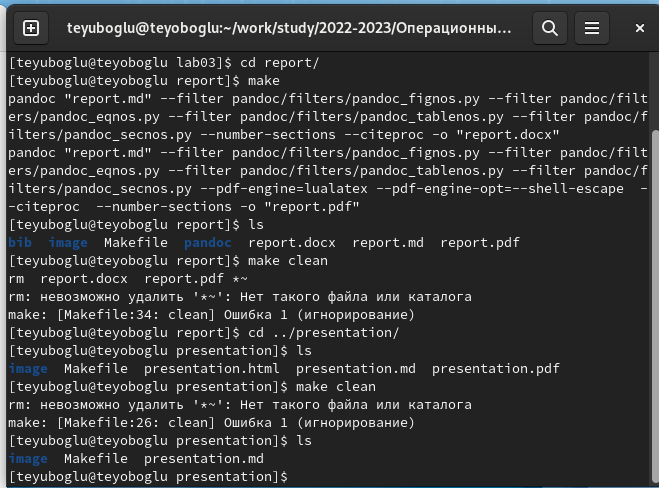 teyuboglu@teyoboglu:~/work/study/2022-2023/Операционны...
[teyuboglu@teyoboglu lab03]$ cd report/
[teyuboglu@teyoboglu report]$ make
pandoc "report.md" --filter pandoc/filters/pandoc_fignos.py --filter pandoc/filt
ers/pandoc_eqnos.py --filter pandoc/filters/pandoc_tablenos.py --filter pandoc/f
ilters/pandoc_secnos.py --number-sections --citeproc -o "report.docx"
pandoc "report.md" --filter pandoc/filters/pandoc_fignos.py --filter pandoc/filt
ers/pandoc_eqnos.py --filter pandoc/filters/pandoc_tablenos.py --filter pandoc/f
ilters/pandoc_secnos.py --pdf-engine=lualatex --pdf-engine-opt=--shell-escape  -
-citeproc  --number-sections -o "report.pdf"
[teyuboglu@teyoboglu report]$ ls
bib  image  Makefile  pandoc  report.docx  report.md  report.pdf
[teyuboglu@teyoboglu report]$ make clean
rm  report.docx  report.pdf *~
rm: невозможно удалить '*~': Нет такого файла или каталога
make: [Makefile:34: clean] Ошибка 1 (игнорирование)
[teyuboglu@teyoboglu report]$ cd ../presentation/
[teyuboglu@teyoboglu presentation]$ ls
image  Makefile  presentation.html  presentation.md  presentation.pdf
[teyuboglu@teyoboglu presentation]$ make clean
rm: невозможно удалить '*~': Нет такого файла или каталога
make: [Makefile:26: clean] Ошибка 1 (игнорирование)
[teyuboglu@teyoboglu presentation]$ ls
image  Makefile  presentation.md
[teyuboglu@teyoboglu presentation]$